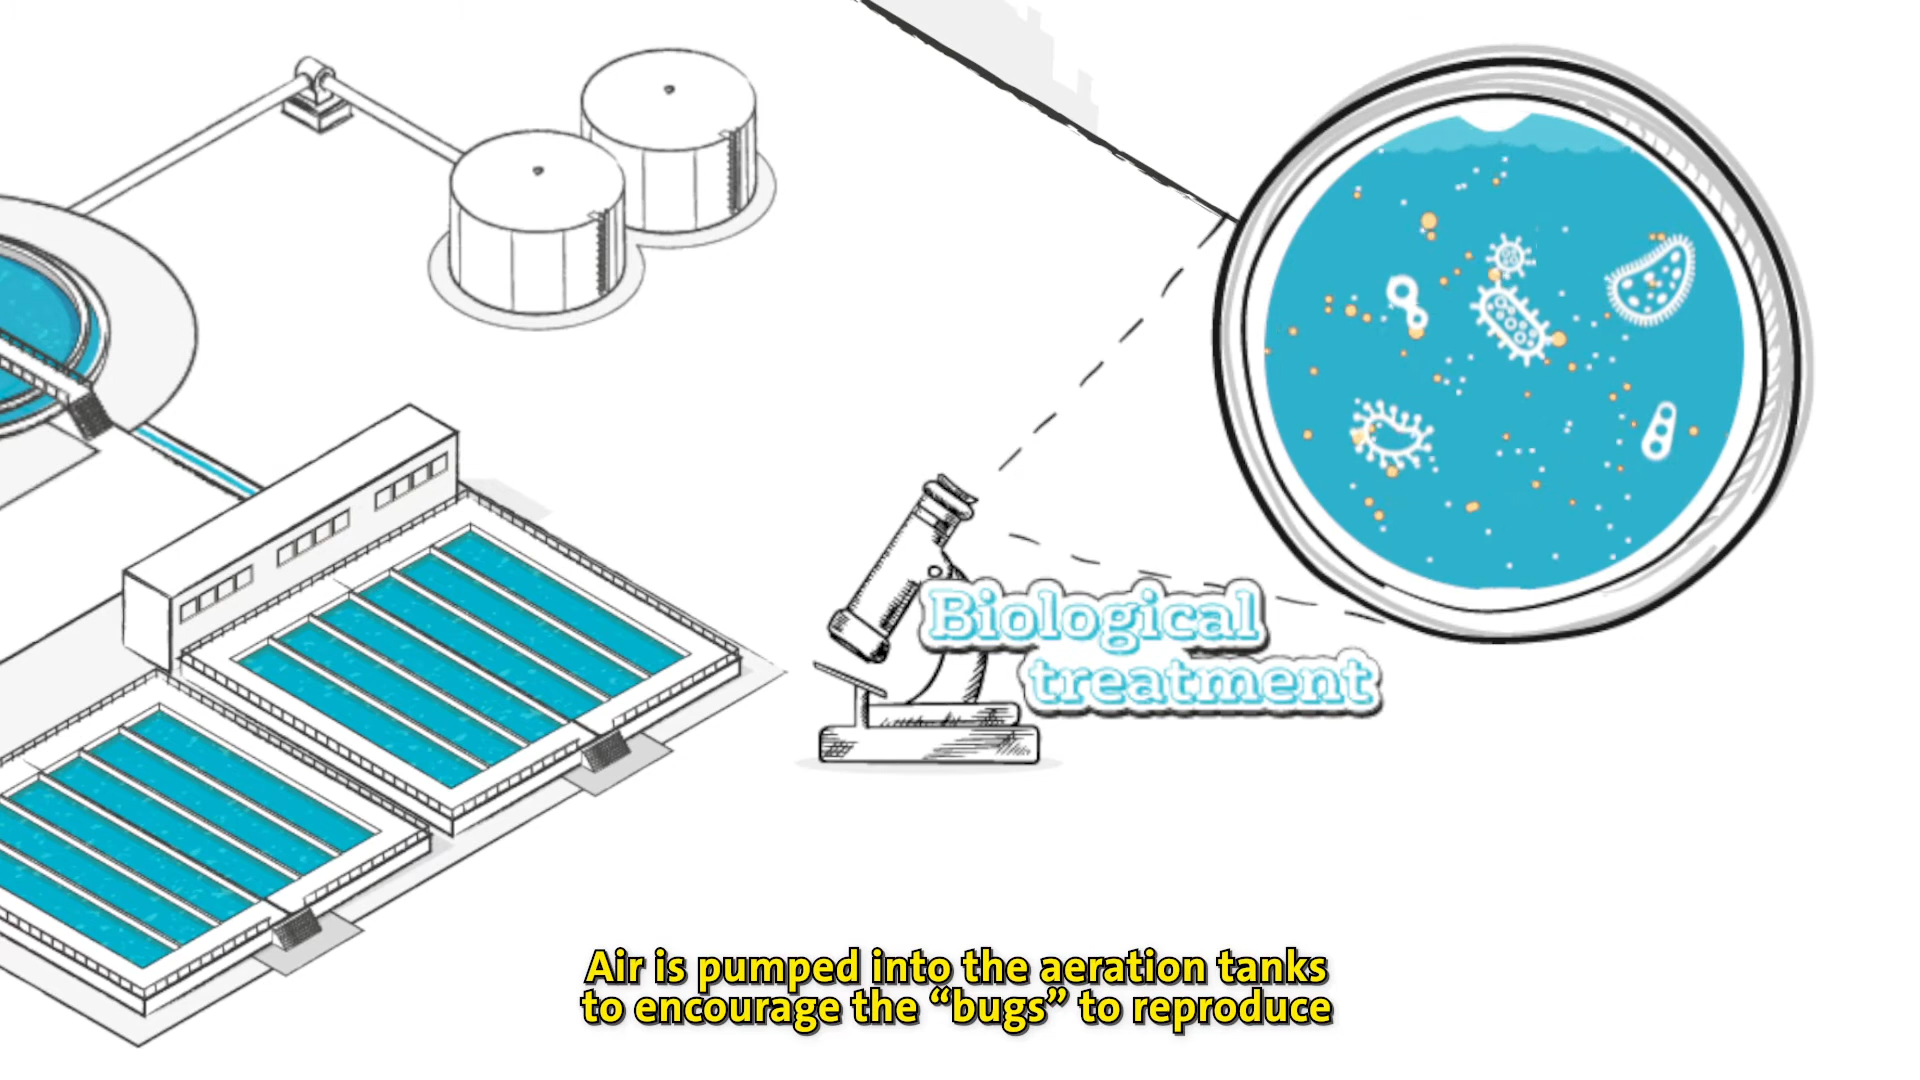 Biological
treatment
Air is pumped into the aeration tanks
to encourage the “bugs” to reproduce